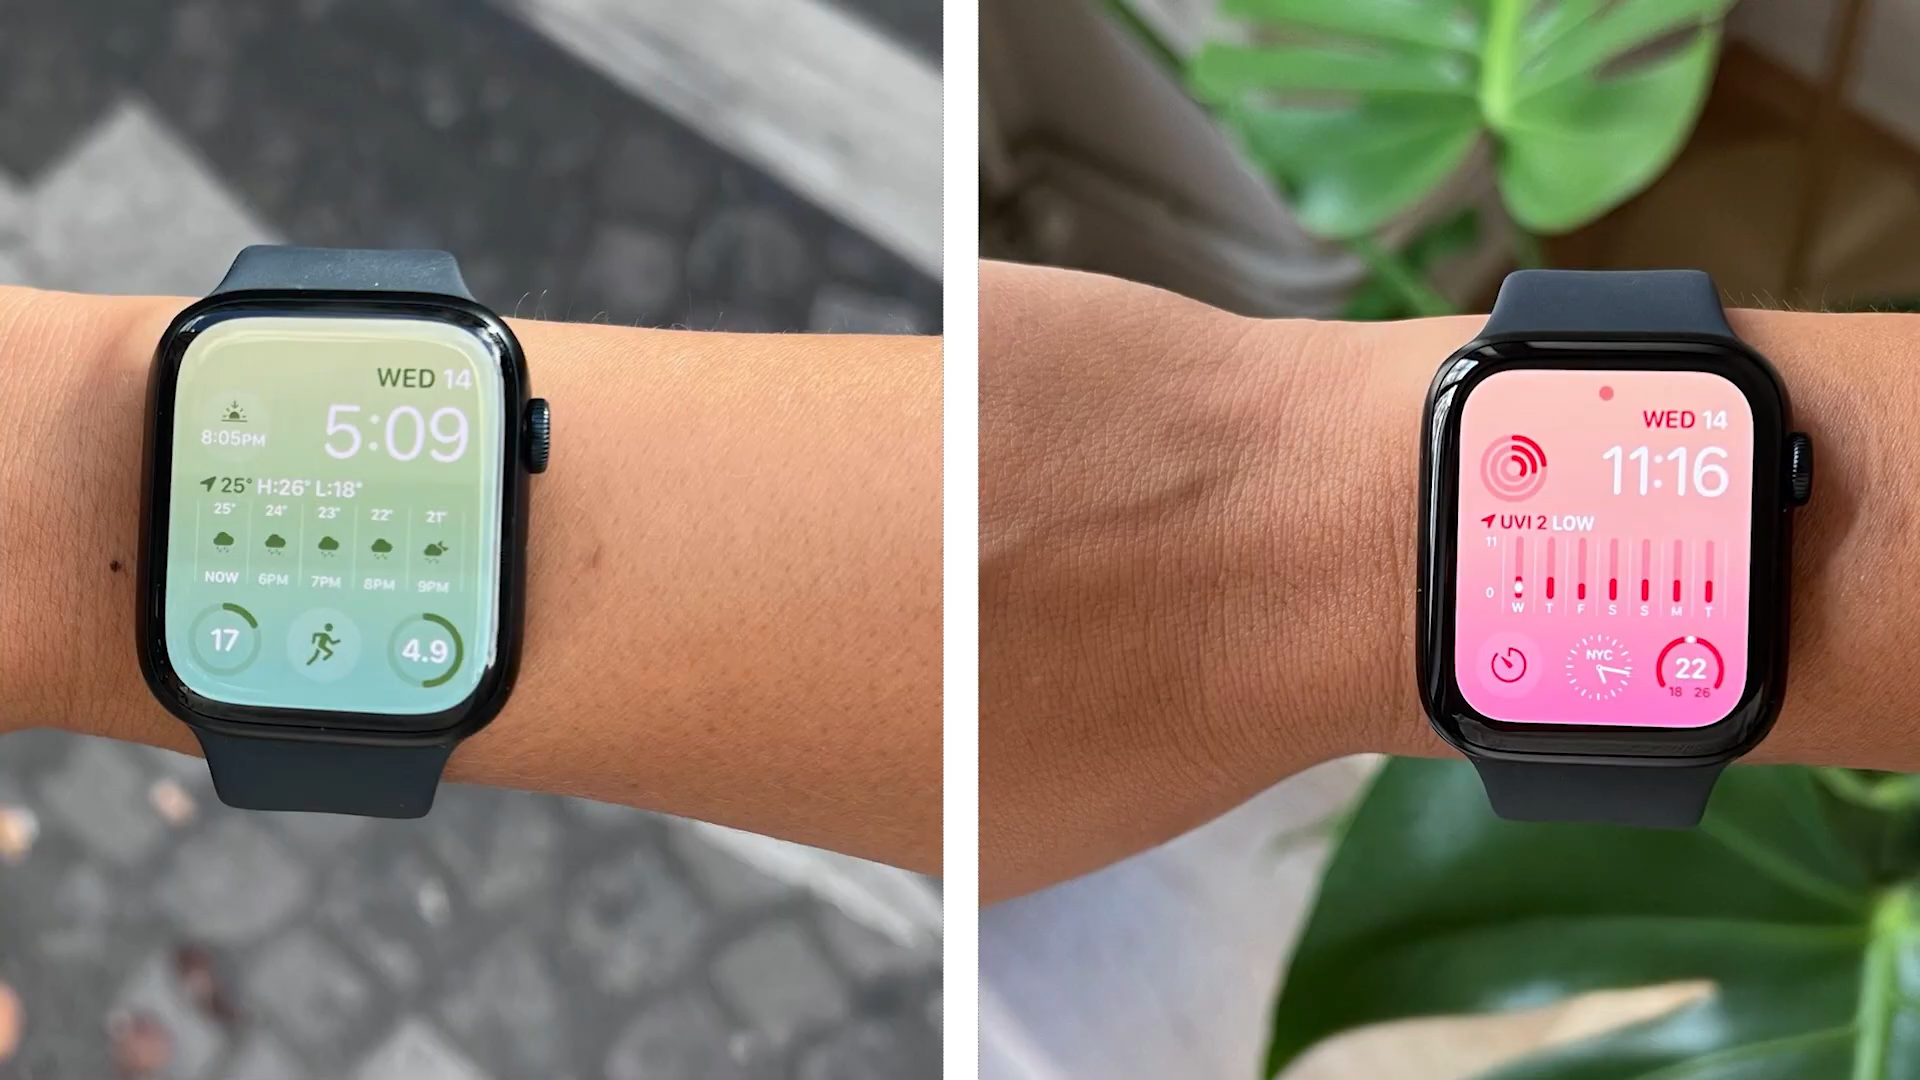 WED 14
8:05PM 5:09
25° H:26° L:18°
25° 24° 23° 22° 21°
NOW 6PM 7PM 8PM 9PM
17 4.9
WED 14
11:16
UVI 2 LOW
11
0
W T F S S M T
NYC
22
18 26